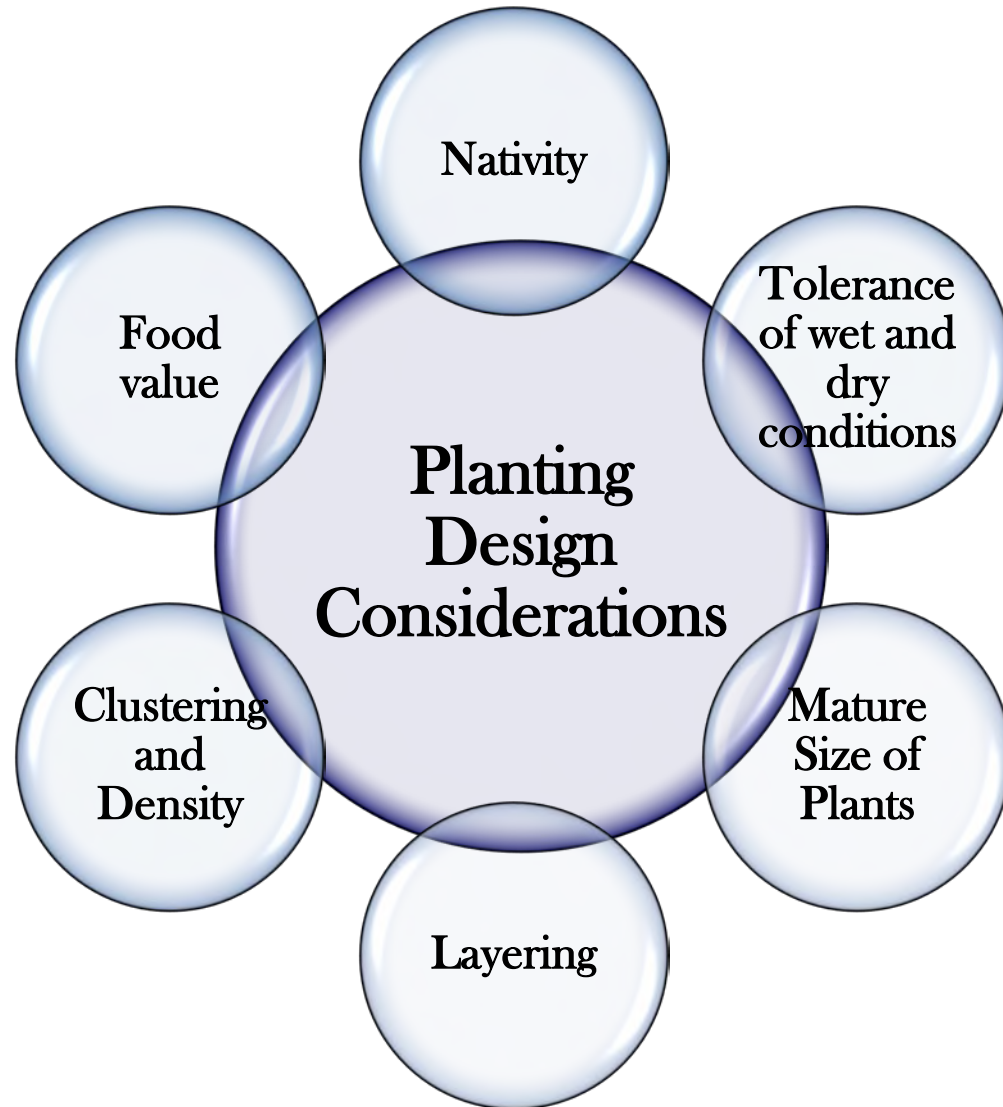 Nativity
Tolerance
of wet and
dry
conditions
Food
value
Planting
Design
Considerations
Clustering
and
Density
Mature
Size of
Plants
Layering